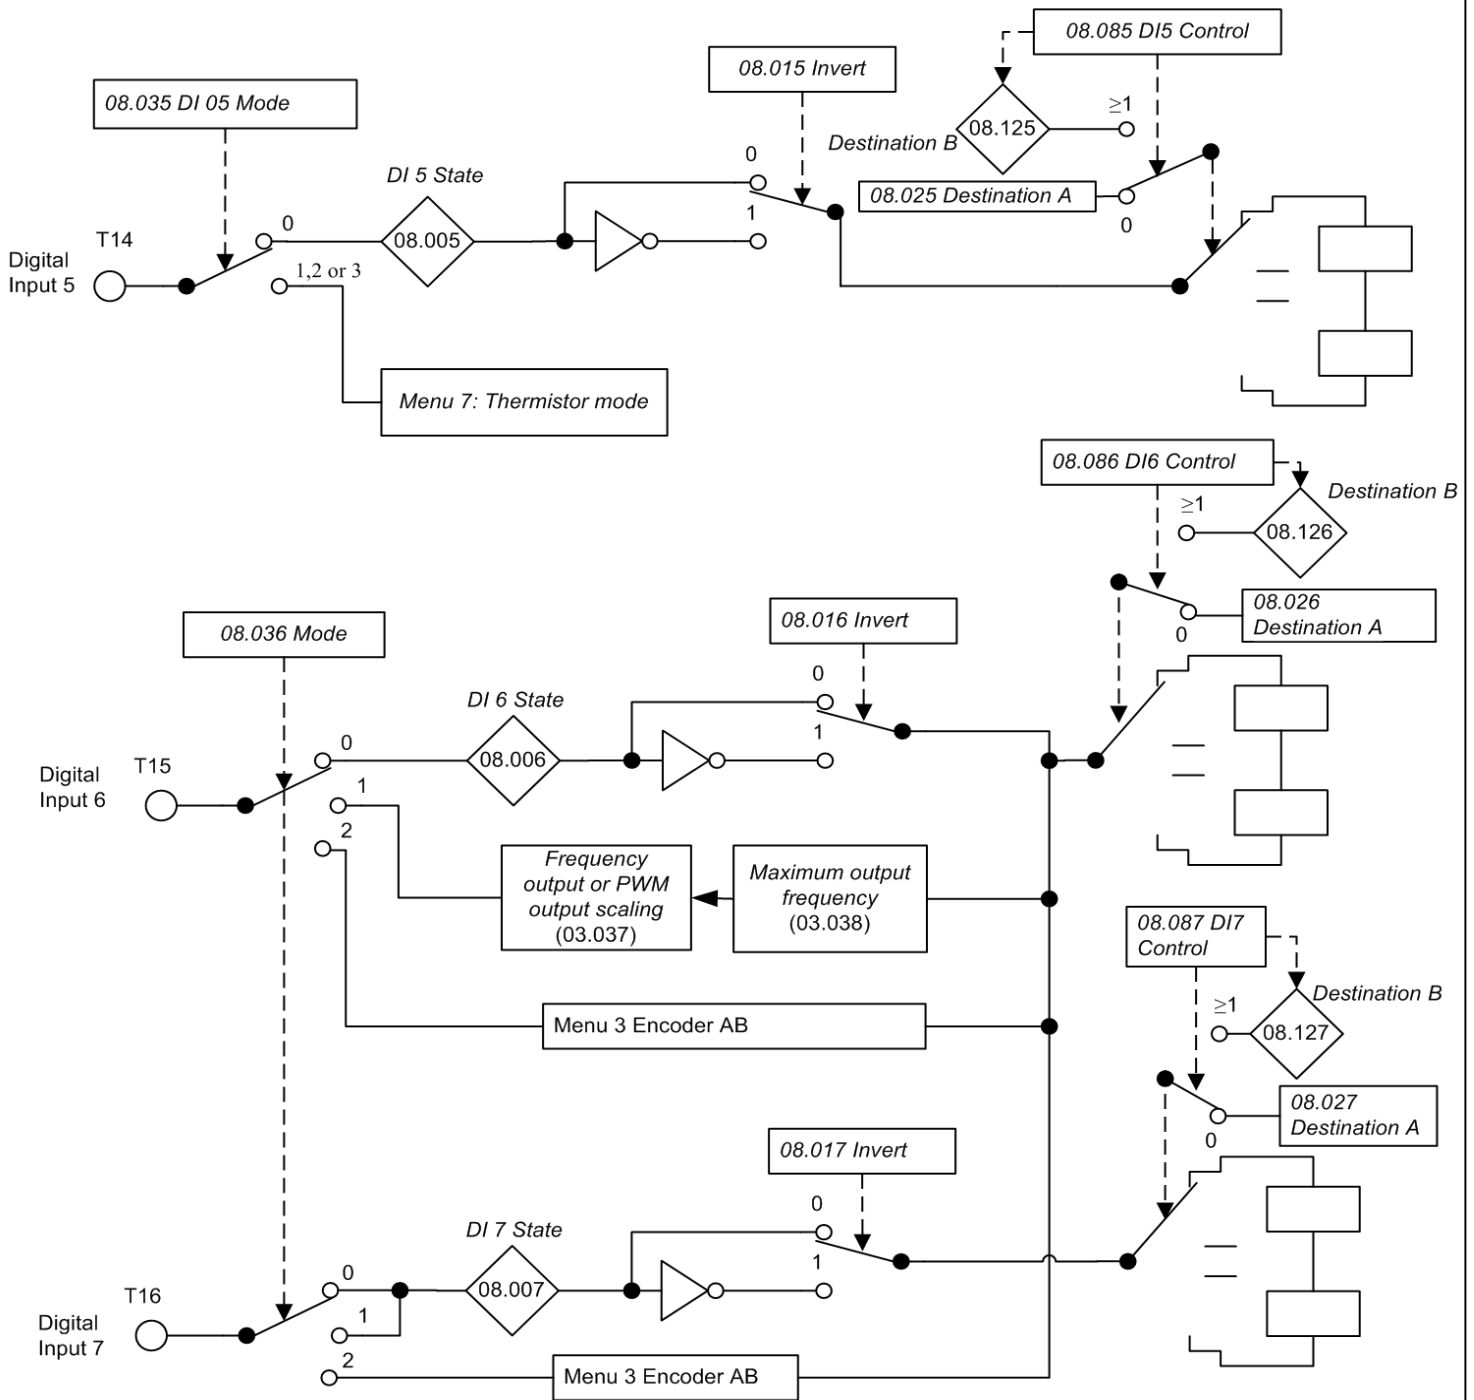 08.085 DI5 Control
08.015 Invert
08.035 DI 05 Mode
≥1
08.125
Destination B
0
DI 5 State
08.025 Destination A
1
0
T14
0
08.005
Digital
Input 5
1,2 or 3
Menu 7: Thermistor mode
08.086 DI6 Control
Destination B
≥1
08.126
08.026
Destination A
0
08.016 Invert
08.036 Mode
0
DI 6 State
1
0
T15
08.006
Digital
Input 6
1
2
Frequency
output or PWM
output scaling
(03.037)
Maximum output
frequency
(03.038)
08.087 DI7
Control
Destination B
≥1
08.127
Menu 3 Encoder AB
08.027
Destination A
0
08.017 Invert
0
DI 7 State
1
0
T16
08.007
1
Digital
Input 7
2
Menu 3 Encoder AB